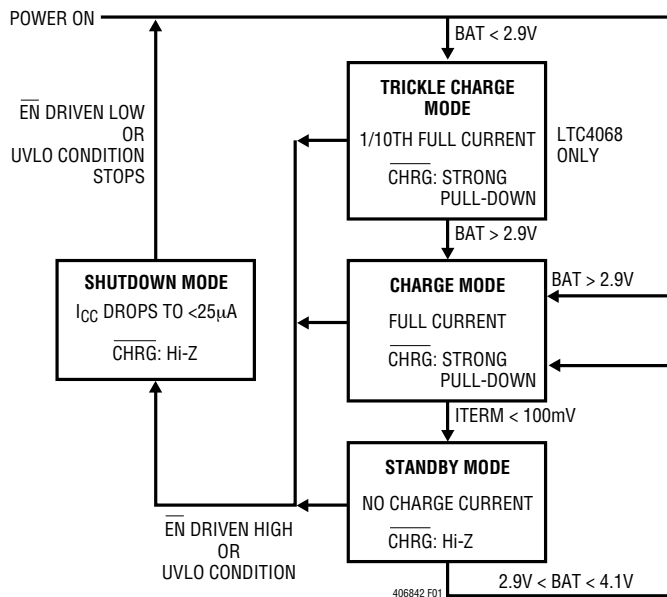 POWER ON
BAT < 2.9V
TRICKLE CHARGE
MODE
1/10TH FULL CURRENT
CHRG: STRONG
PULL-DOWN
LTC4068
ONLY
EN DRIVEN LOW
OR
UVLO CONDITION
STOPS
BAT > 2.9V
SHUTDOWN MODE
ICC DROPS TO <25µA
CHRG: Hi-Z
CHARGE MODE
FULL CURRENT
CHRG: STRONG
PULL-DOWN
BAT > 2.9V
ITERM < 100mV
STANDBY MODE
NO CHARGE CURRENT
CHRG: Hi-Z
EN DRIVEN HIGH
OR
UVLO CONDITION
406842 F01
2.9V < BAT < 4.1V